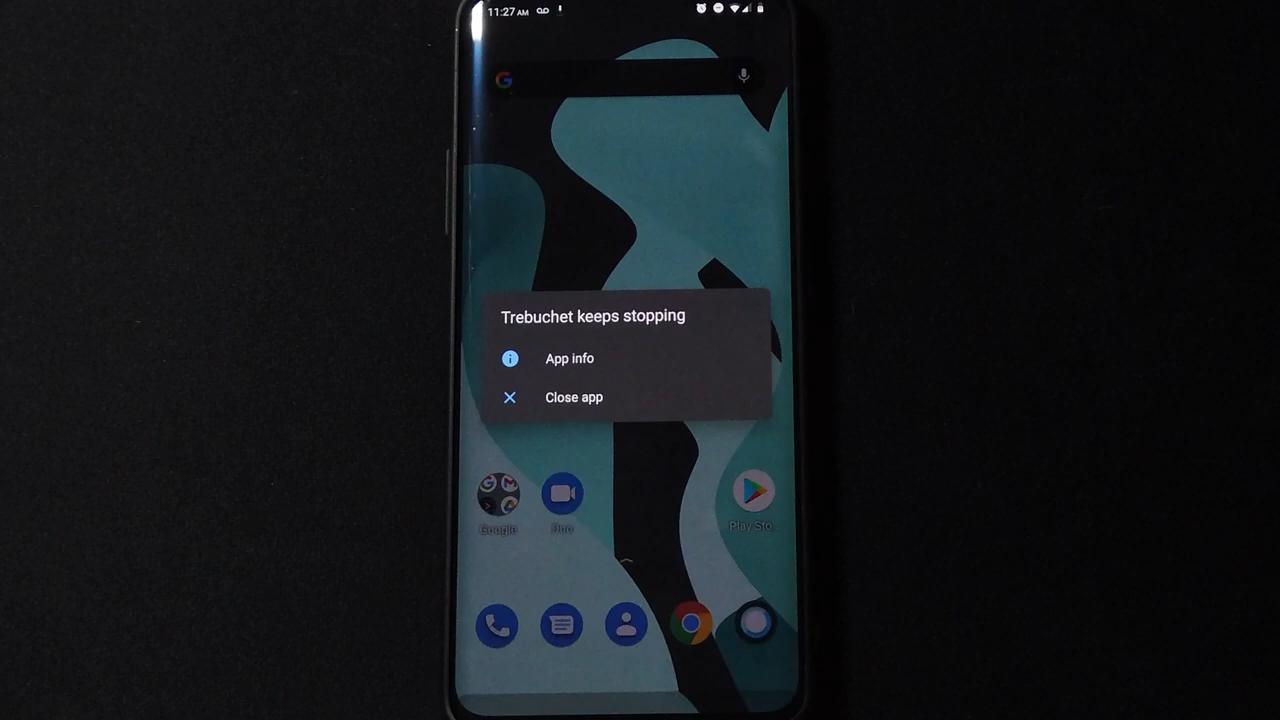 11:27 AM
Trebuchet keeps stopping
App info
Close app
Google
Duo
Play Sto...